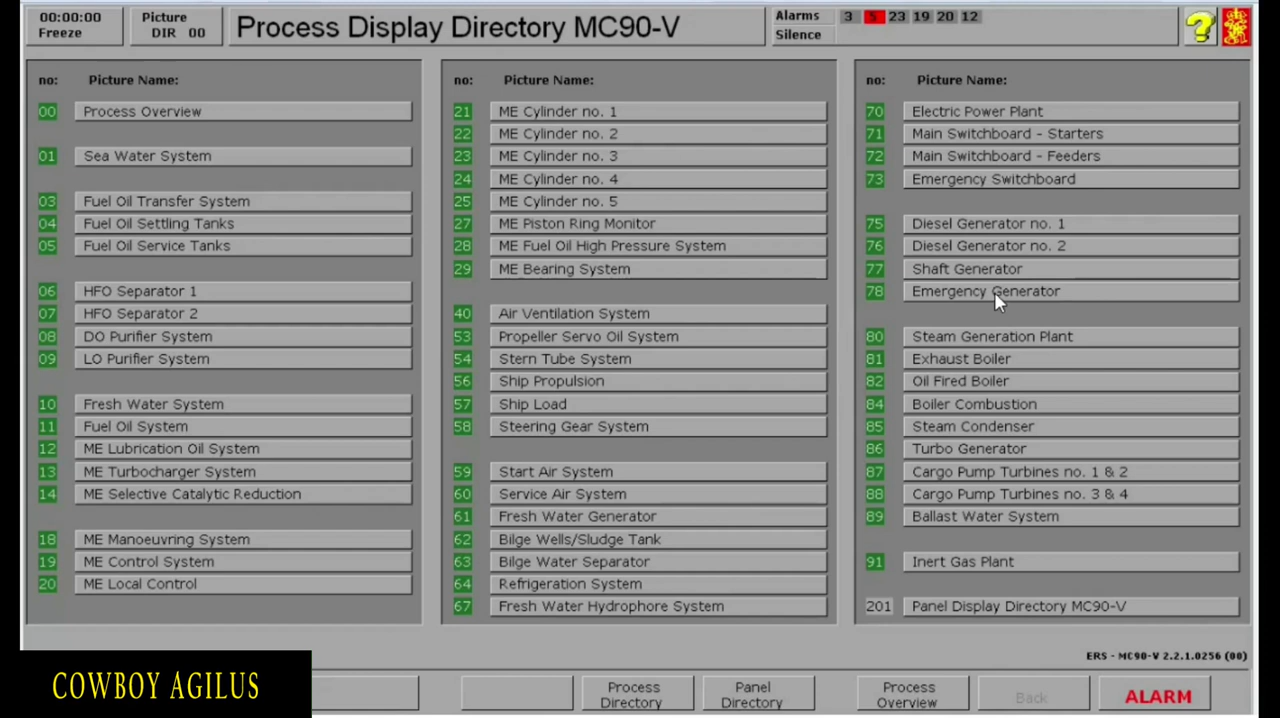 00:00:00 Freeze
Picture DIR 00
Process Display Directory MC90-V
Alarms 3 5 23 19 20 12
Silence
?
no: Picture Name:
00 Process Overview
01 Sea Water System
03 Fuel Oil Transfer System
04 Fuel Oil Settling Tanks
05 Fuel Oil Service Tanks
06 HFO Separator 1
07 HFO Separator 2
08 DO Purifier System
09 LO Purifier System
10 Fresh Water System
11 Fuel Oil System
12 ME Lubrication Oil System
13 ME Turbocharger System
14 ME Selective Catalytic Reduction
18 ME Manoeuvring System
19 ME Control System
20 ME Local Control
no: Picture Name:
21 ME Cylinder no. 1
22 ME Cylinder no. 2
23 ME Cylinder no. 3
24 ME Cylinder no. 4
25 ME Cylinder no. 5
27 ME Piston Ring Monitor
28 ME Fuel Oil High Pressure System
29 ME Bearing System
40 Air Ventilation System
53 Propeller Servo Oil System
54 Stern Tube System
56 Ship Propulsion
57 Ship Load
58 Steering Gear System
59 Start Air System
60 Service Air System
61 Fresh Water Generator
62 Bilge Wells/Sludge Tank
63 Bilge Water Separator
64 Refrigeration System
67 Fresh Water Hydrophore System
no: Picture Name:
70 Electric Power Plant
71 Main Switchboard - Starters
72 Main Switchboard - Feeders
73 Emergency Switchboard
75 Diesel Generator no. 1
76 Diesel Generator no. 2
77 Shaft Generator
78 Emergency Generator
80 Steam Generation Plant
81 Exhaust Boiler
82 Oil Fired Boiler
84 Boiler Combustion
85 Steam Condenser
86 Turbo Generator
87 Cargo Pump Turbines no. 1 & 2
88 Cargo Pump Turbines no. 3 & 4
89 Ballast Water System
91 Inert Gas Plant
201 Panel Display Directory MC90-V
ERS - MC90-V 2.2.1.0256 (00)
COWBOY AGILUS
Process Directory
Panel Directory
Process Overview
Back
ALARM